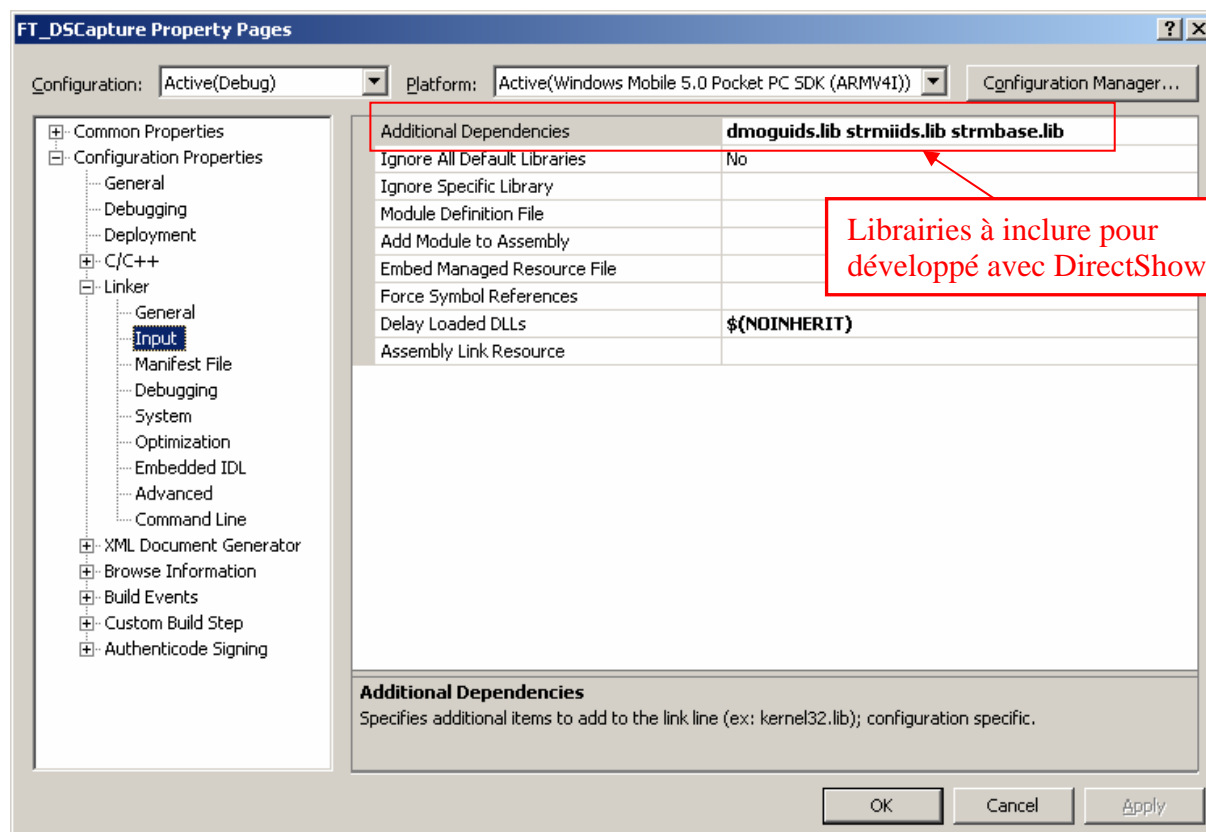 FT_DSCapture Property Pages
Configuration: Active(Debug) Platform: Active(Windows Mobile 5.0 Pocket PC SDK (ARMV4I)) Configuration Manager...
Common Properties
Configuration Properties
General
Debugging
Deployment
C/C++
Linker
General
Input
Manifest File
Debugging
System
Optimization
Embedded IDL
Advanced
Command Line
XML Document Generator
Browse Information
Build Events
Custom Build Step
Authenticode Signing
Additional Dependencies dmoguids.lib strmiids.lib strmbase.lib
Ignore All Default Libraries No
Ignore Specific Library
Module Definition File
Add Module to Assembly
Embed Managed Resource File
Force Symbol References
Delay Loaded DLLs $(NOINHERIT)
Assembly Link Resource
Librairies à inclure pour
développé avec DirectShow
Additional Dependencies
Specifies additional items to add to the link line (ex: kernel32.lib); configuration specific.
OK Cancel Apply